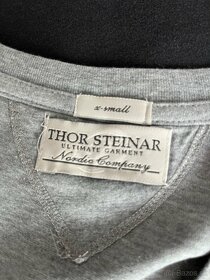 x-small
THOR STEINAR
ULTIMATE GARMENT
Nordic Company